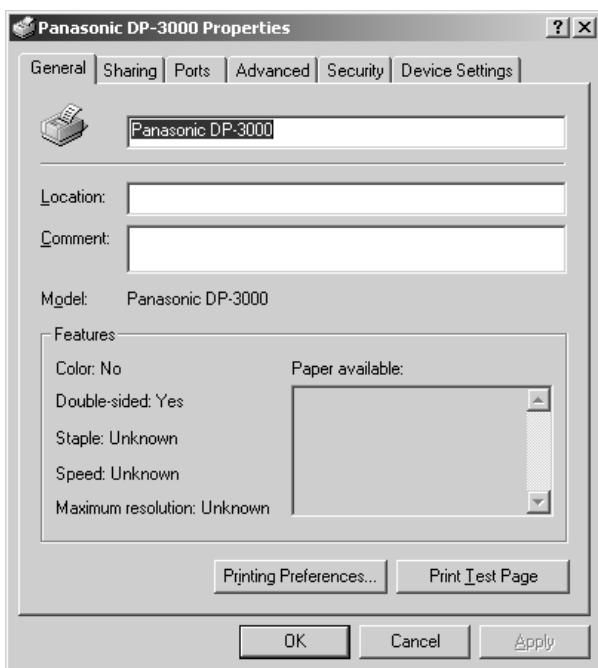 Panasonic DP-3000 Properties
General Sharing Ports Advanced Security Device Settings
Panasonic DP-3000
Location:
Comment:
Model: Panasonic DP-3000
Features
Color: No Paper available:
Double-sided: Yes
Staple: Unknown
Speed: Unknown
Maximum resolution: Unknown
Printing Preferences... Print Test Page
OK Cancel Apply